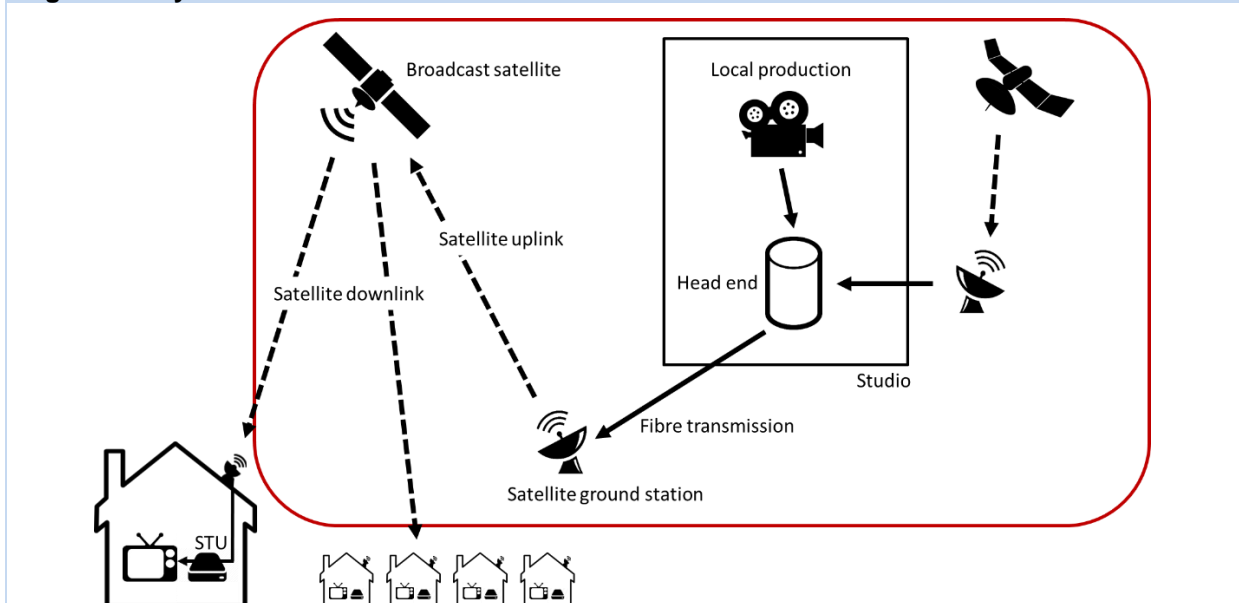 Broadcast satellite
Local production
Satellite uplink
Head end
Satellite downlink
Studio
Fibre transmission
Satellite ground station
STU